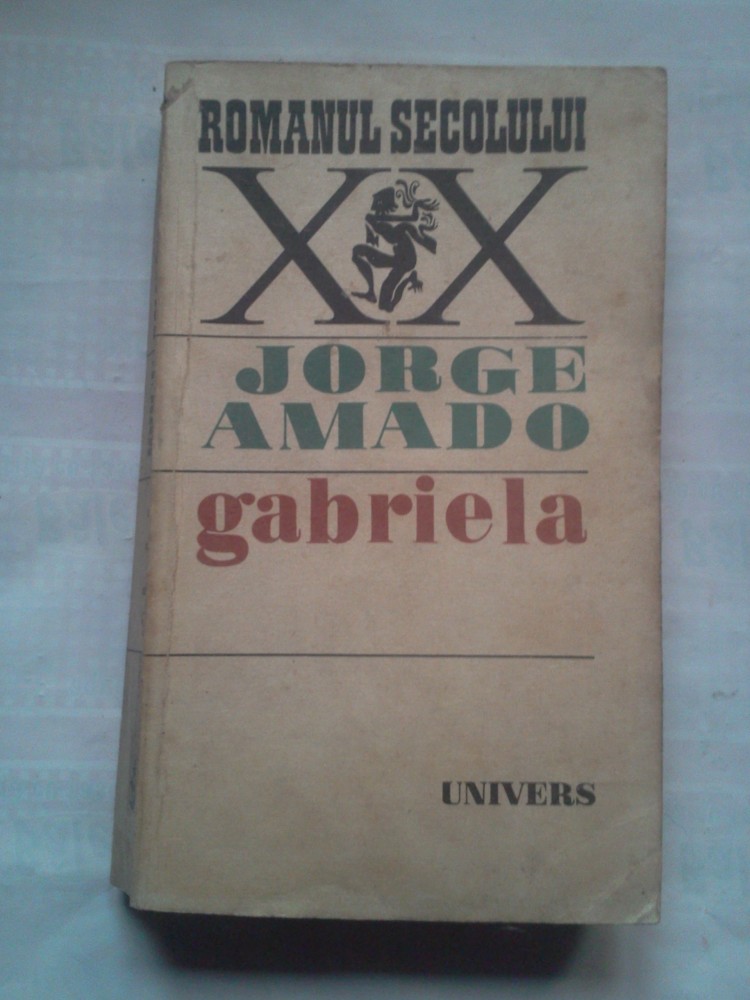 ROMANUL SECOLULUI
XX
JORGE
AMADO
gabriela
UNIVERS